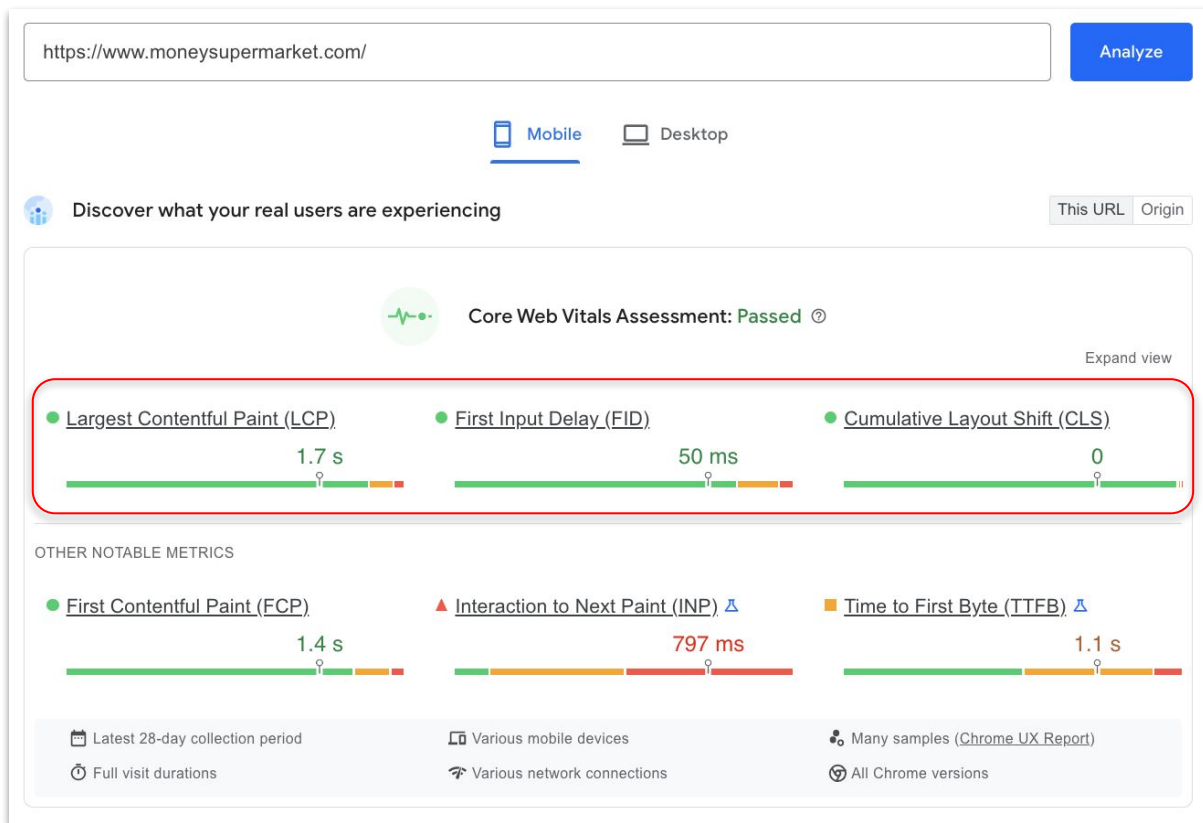 https://www.moneysupermarket.com/
Analyze
Mobile
Desktop
Discover what your real users are experiencing
This URL
Origin
Core Web Vitals Assessment: Passed
Expand view
Largest Contentful Paint (LCP)
1.7 s
First Input Delay (FID)
50 ms
Cumulative Layout Shift (CLS)
0
OTHER NOTABLE METRICS
First Contentful Paint (FCP)
1.4 s
Interaction to Next Paint (INP)
797 ms
Time to First Byte (TTFB)
1.1 s
Latest 28-day collection period
Various mobile devices
Many samples (Chrome UX Report)
Full visit durations
Various network connections
All Chrome versions